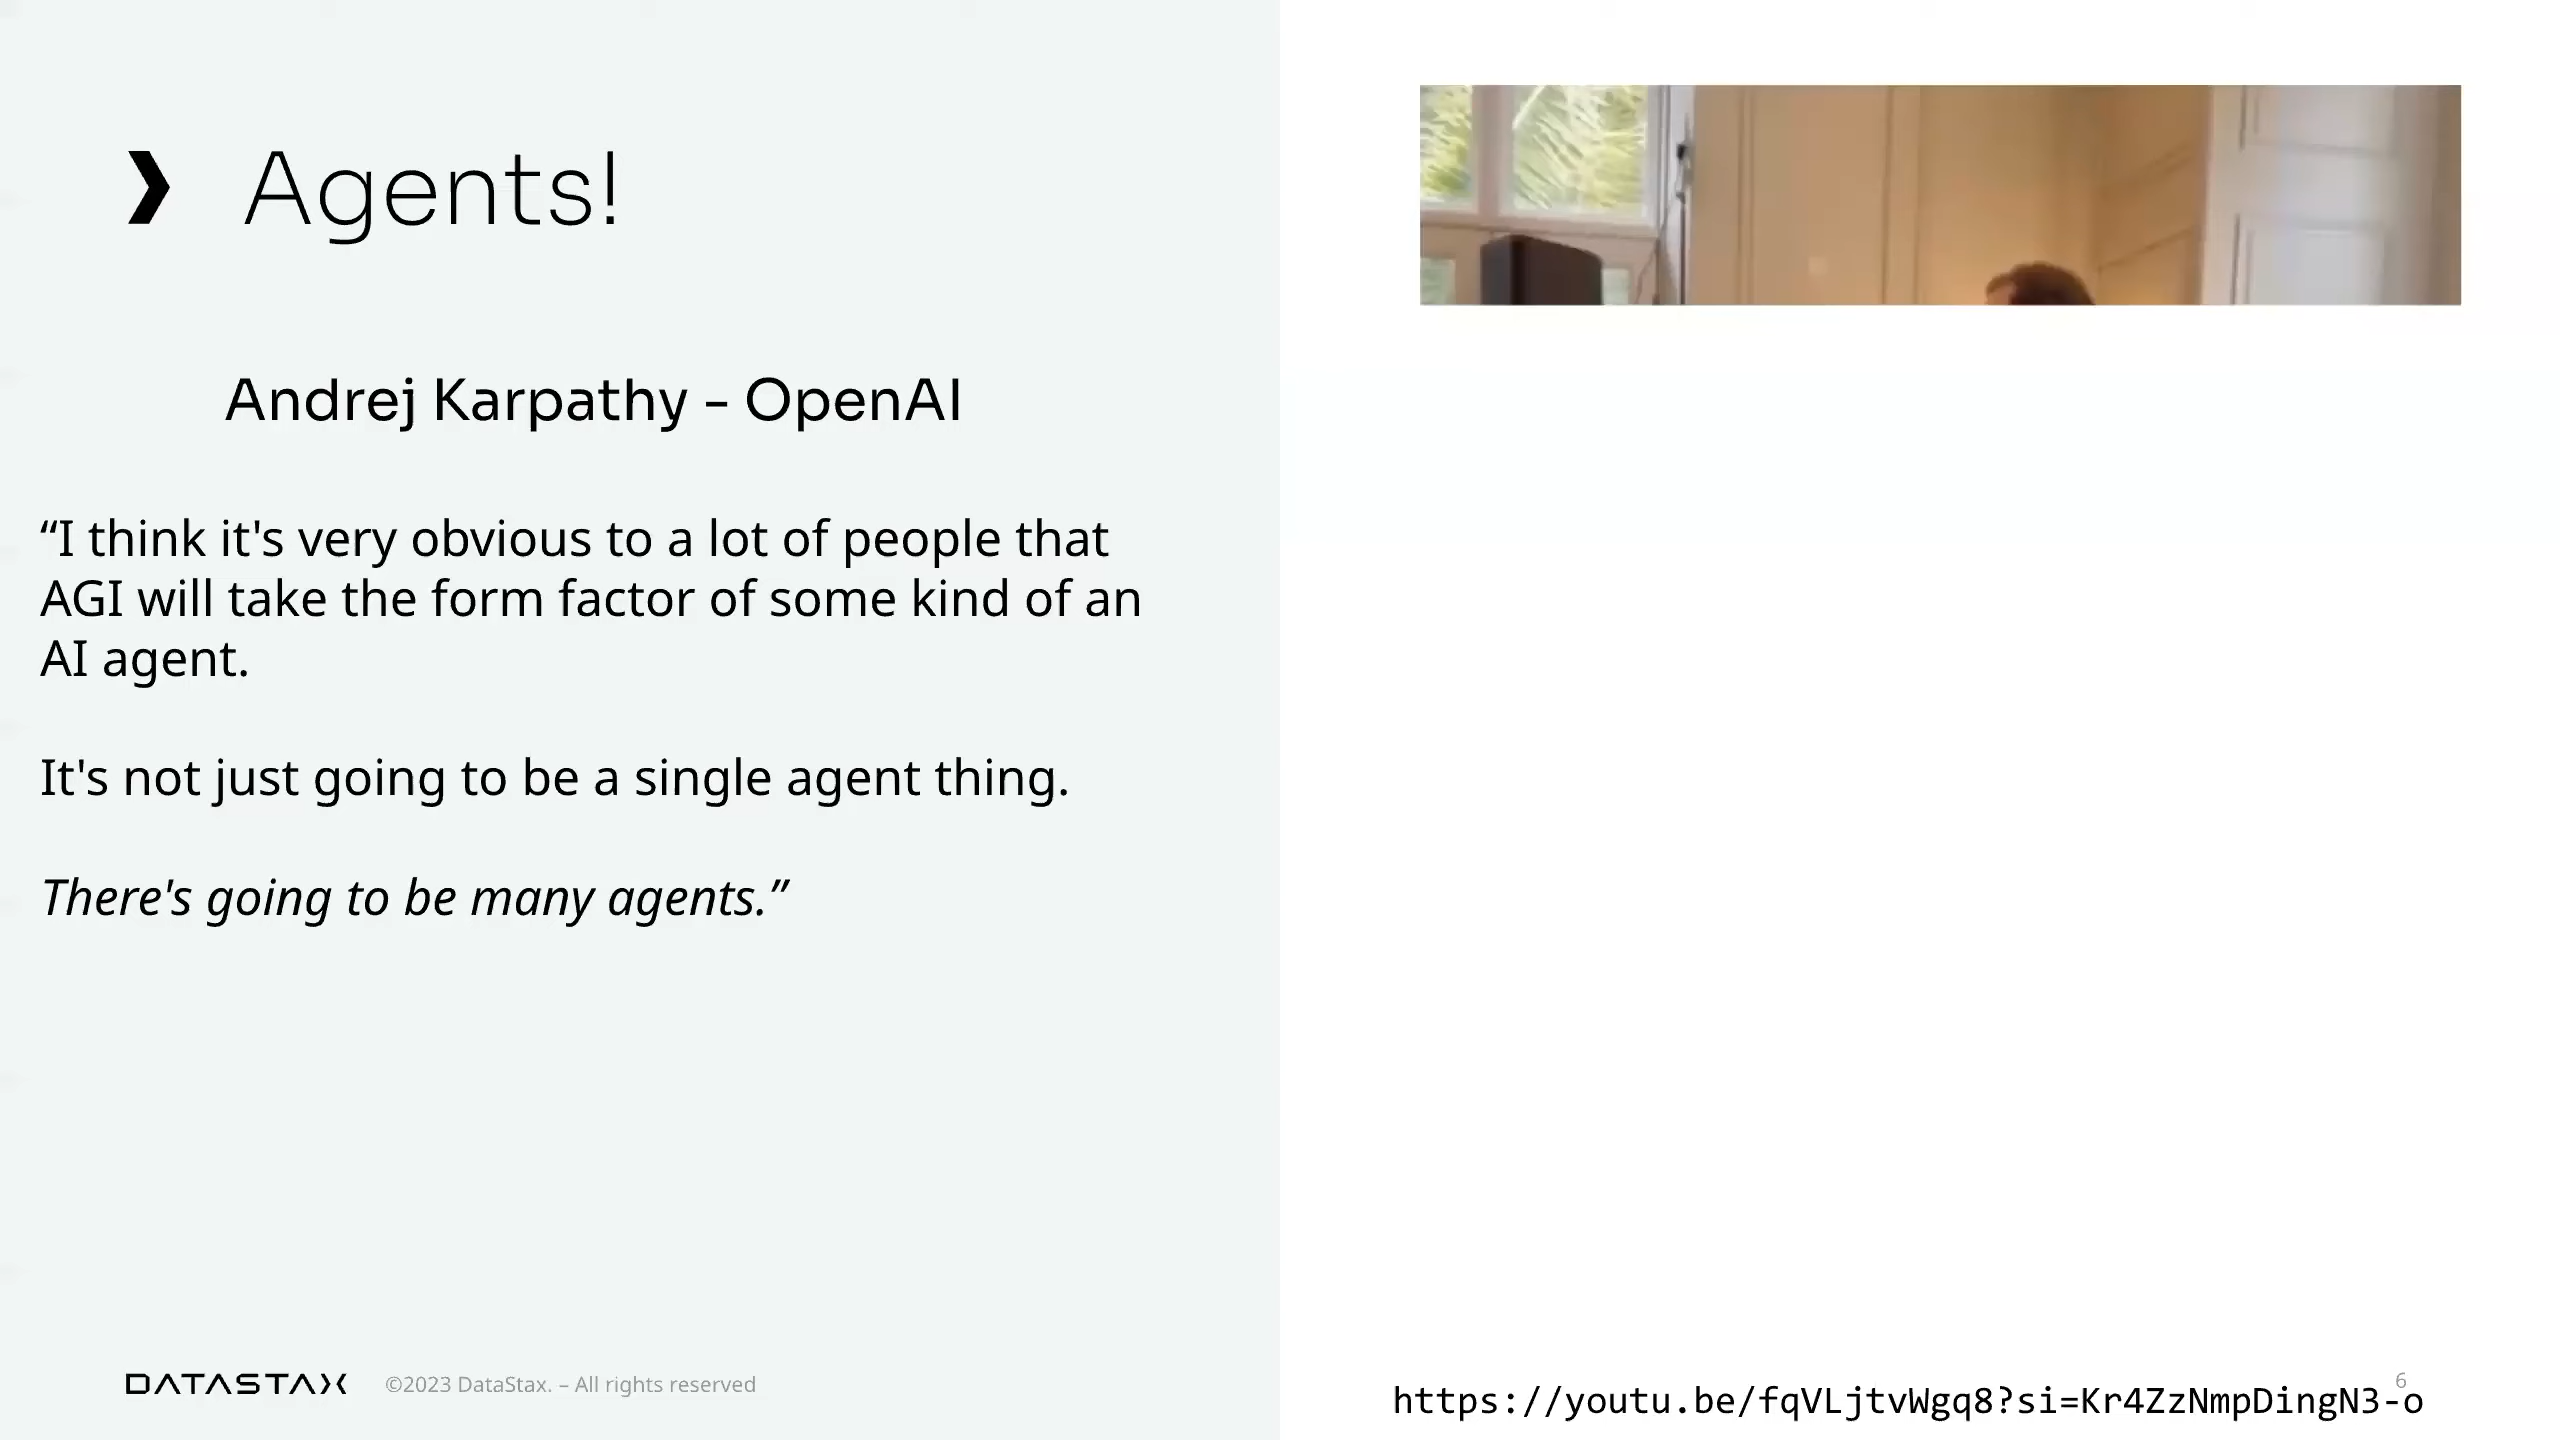 Agents!
Andrej Karpathy - OpenAI
“I think it's very obvious to a lot of people that
AGI will take the form factor of some kind of an
AI agent.
It's not just going to be a single agent thing.
There's going to be many agents.”
DATASTAX
©2023 DataStax. – All rights reserved
6
https://youtu.be/fqVLjtvWgq8?si=Kr4ZzNmpDingN3-o